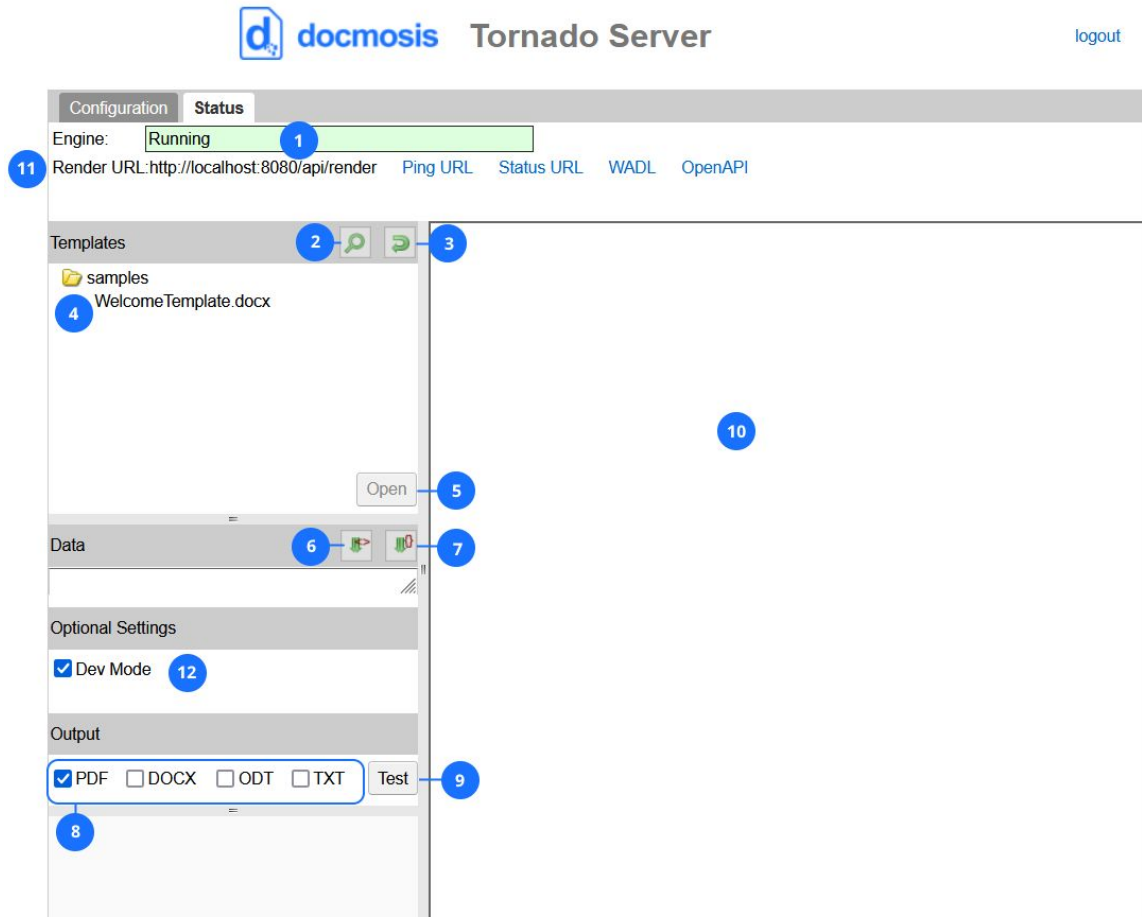 docmosis Tornado Server logout
Configuration Status
Engine: Running 1
11 Render URL:http://localhost:8080/api/render Ping URL Status URL WADL OpenAPI
Templates 2 3
samples
4 WelcomeTemplate.docx
10
Open 5
Data 6 7
Optional Settings
Dev Mode 12
Output
PDF DOCX ODT TXT Test 9
8